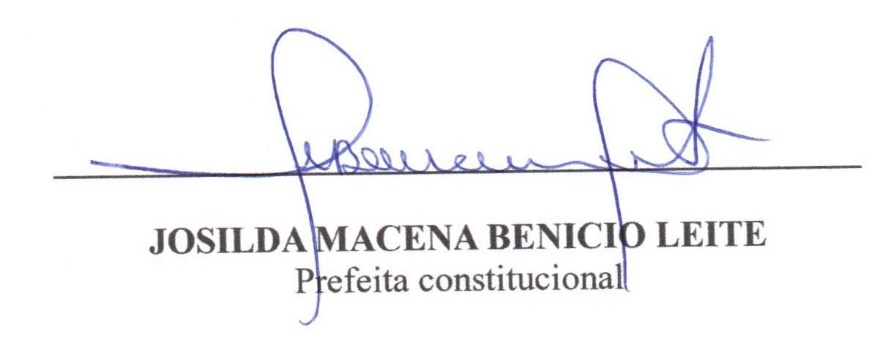 JOSILDA MACENA BENICIO LEITE
Prefeita constitucional